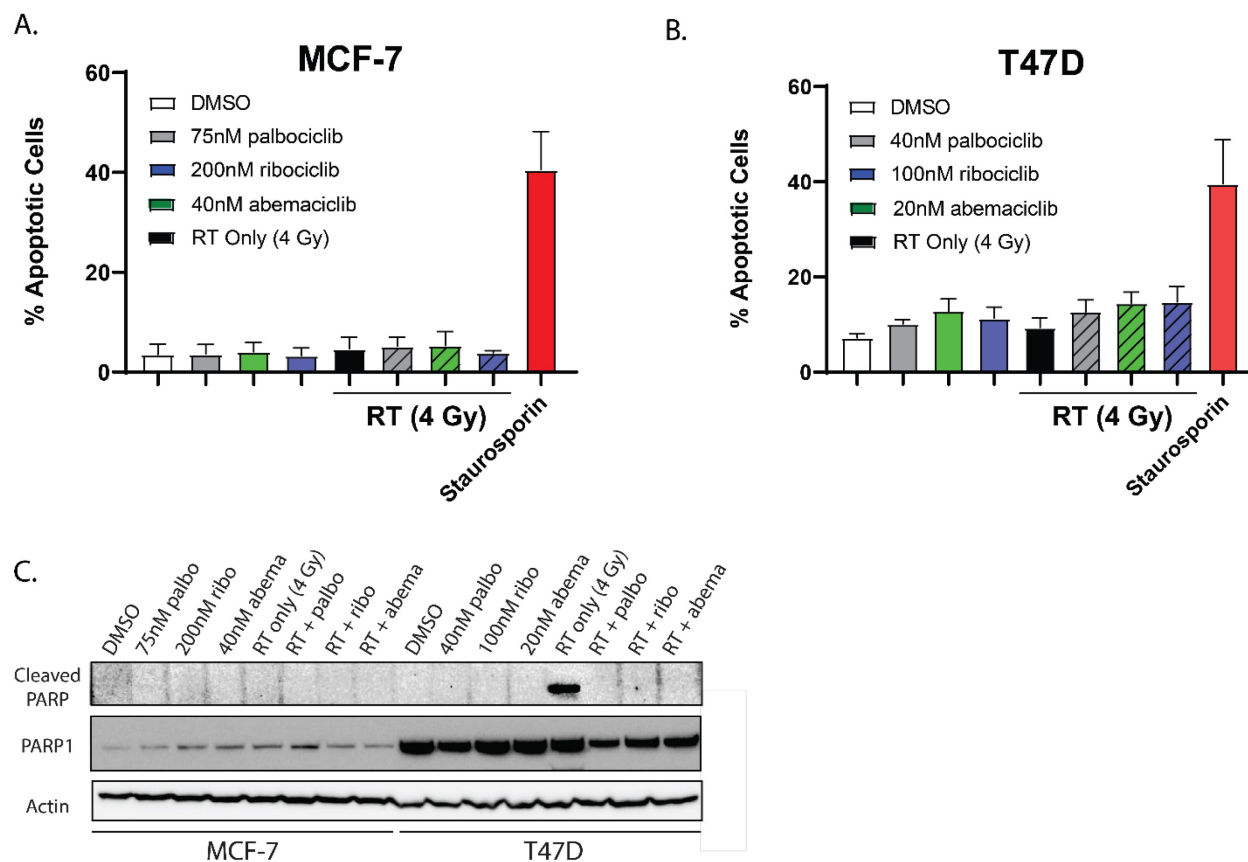 A.
MCF-7
% Apoptotic Cells
60
40
20
0
DMSO
75nM palbociclib
200nM ribociclib
40nM abemaciclib
RT Only (4 Gy)
RT (4 Gy)
Staurosporin
B.
T47D
% Apoptotic Cells
60
40
20
0
DMSO
40nM palbociclib
100nM ribociclib
20nM abemaciclib
RT Only (4 Gy)
RT (4 Gy)
Staurosporin
C.
DMSO
75nM palbo
200nM ribo
40nM abema
RT only (4 Gy)
RT + palbo
RT + ribo
RT + abema
DMSO
40nM palbo
100nM ribo
20nM abema
RT only (4 Gy)
RT + palbo
RT + ribo
RT + abema
Cleaved
PARP
PARP1
Actin
MCF-7
T47D